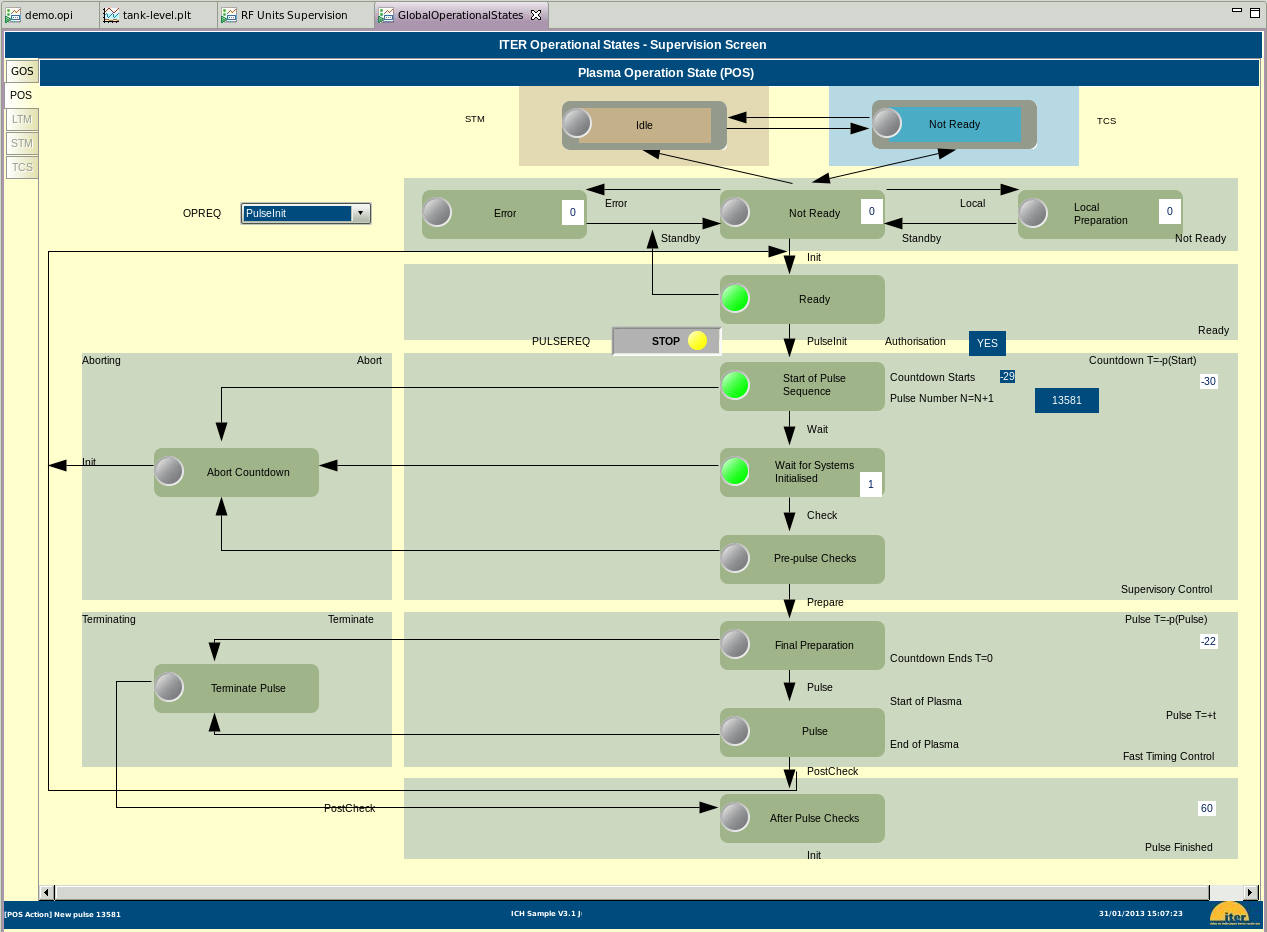 demo.opi
tank-level.plt
RF Units Supervision
GlobalOperationalStates
ITER Operational States - Supervision Screen
GOS
POS
LTM
STM
TCS
Plasma Operation State (POS)
STM
Idle
Not Ready
TCS
OPREQ
PulseInit
Error
0
Error
Not Ready
0
Local
Local
Preparation
0
Standby
Standby
Not Ready
Init
Ready
Ready
PULSEREQ
STOP
PulseInit
Authorisation
YES
Aborting
Abort
Countdown T=-p(Start)
Start of Pulse
Sequence
Countdown Starts
-29
-30
Pulse Number N=N+1
13581
Wait
Init
Abort Countdown
Wait for Systems
Initialised
1
Check
Pre-pulse Checks
Supervisory Control
Prepare
Terminating
Terminate
Pulse T=-p(Pulse)
Final Preparation
-22
Countdown Ends T=0
Terminate Pulse
Pulse
Start of Plasma
Pulse T=+t
Pulse
End of Plasma
Fast Timing Control
PostCheck
PostCheck
After Pulse Checks
60
Pulse Finished
Init
[POS Action] New pulse 13581
ICH Sample V3.1 J
31/01/2013 15:07:23
iter